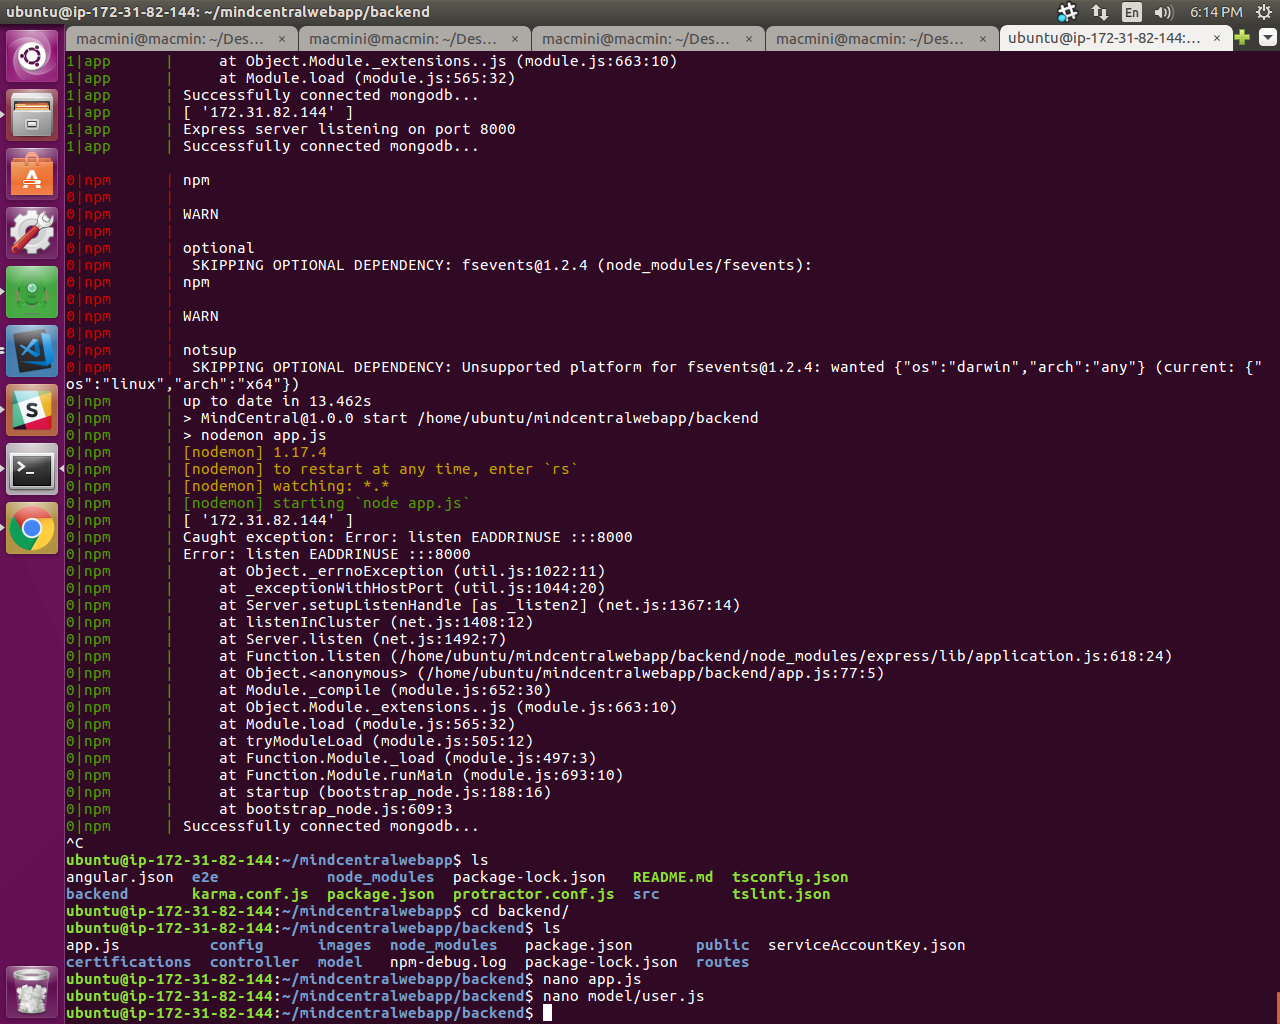 ubuntu@ip-172-31-82-144: ~/mindcentralwebapp/backend
En
6:14 PM
macmini@macmin: ~/Des... ×
macmini@macmin: ~/Des... ×
macmini@macmin: ~/Des... ×
macmini@macmin: ~/Des... ×
ubuntu@ip-172-31-82-144:... ×
1|app      |     at Object.Module._extensions..js (module.js:663:10)
1|app      |     at Module.load (module.js:565:32)
1|app      | Successfully connected mongodb...
1|app      | [ '172.31.82.144' ]
1|app      | Express server listening on port 8000
1|app      | Successfully connected mongodb...
0|npm      | npm
0|npm      |
0|npm      | WARN
0|npm      |
0|npm      | optional
0|npm      |  SKIPPING OPTIONAL DEPENDENCY: fsevents@1.2.4 (node_modules/fsevents):
0|npm      | npm
0|npm      |
0|npm      | WARN
0|npm      |
0|npm      | notsup
0|npm      |  SKIPPING OPTIONAL DEPENDENCY: Unsupported platform for fsevents@1.2.4: wanted {"os":"darwin","arch":"any"} (current: {"
os":"linux","arch":"x64"})
0|npm      | up to date in 13.462s
0|npm      | > MindCentral@1.0.0 start /home/ubuntu/mindcentralwebapp/backend
0|npm      | > nodemon app.js
0|npm      | [nodemon] 1.17.4
0|npm      | [nodemon] to restart at any time, enter `rs`
0|npm      | [nodemon] watching: *.*
0|npm      | [nodemon] starting `node app.js`
0|npm      | [ '172.31.82.144' ]
0|npm      | Caught exception: Error: listen EADDRINUSE :::8000
0|npm      | Error: listen EADDRINUSE :::8000
0|npm      |     at Object._errnoException (util.js:1022:11)
0|npm      |     at _exceptionWithHostPort (util.js:1044:20)
0|npm      |     at Server.setupListenHandle [as _listen2] (net.js:1367:14)
0|npm      |     at listenInCluster (net.js:1408:12)
0|npm      |     at Server.listen (net.js:1492:7)
0|npm      |     at Function.listen (/home/ubuntu/mindcentralwebapp/backend/node_modules/express/lib/application.js:618:24)
0|npm      |     at Object.<anonymous> (/home/ubuntu/mindcentralwebapp/backend/app.js:77:5)
0|npm      |     at Module._compile (module.js:652:30)
0|npm      |     at Object.Module._extensions..js (module.js:663:10)
0|npm      |     at Module.load (module.js:565:32)
0|npm      |     at tryModuleLoad (module.js:505:12)
0|npm      |     at Function.Module._load (module.js:497:3)
0|npm      |     at Function.Module.runMain (module.js:693:10)
0|npm      |     at startup (bootstrap_node.js:188:16)
0|npm      |     at bootstrap_node.js:609:3
0|npm      | Successfully connected mongodb...
^C
ubuntu@ip-172-31-82-144:~/mindcentralwebapp$ ls
angular.json  e2e            node_modules  package-lock.json   README.md  tsconfig.json
backend       karma.conf.js  package.json  protractor.conf.js  src        tslint.json
ubuntu@ip-172-31-82-144:~/mindcentralwebapp$ cd backend/
ubuntu@ip-172-31-82-144:~/mindcentralwebapp/backend$ ls
app.js          config      images  node_modules   package.json       public  serviceAccountKey.json
certifications  controller  model   npm-debug.log  package-lock.json  routes
ubuntu@ip-172-31-82-144:~/mindcentralwebapp/backend$ nano app.js
ubuntu@ip-172-31-82-144:~/mindcentralwebapp/backend$ nano model/user.js
ubuntu@ip-172-31-82-144:~/mindcentralwebapp/backend$